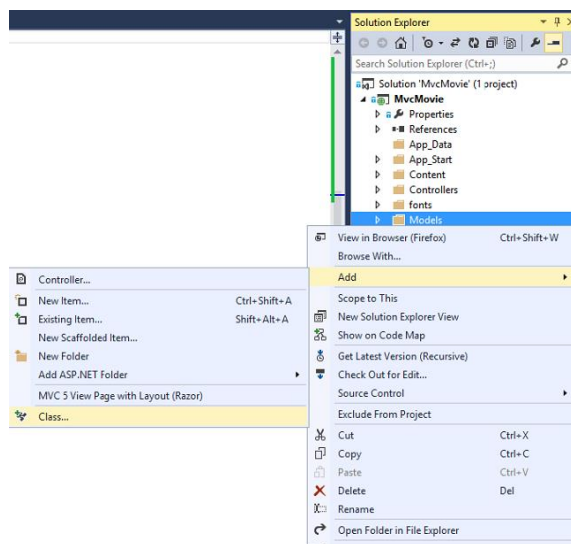 Solution Explorer
Search Solution Explorer (Ctrl+;)
Solution 'MvcMovie' (1 project)
MvcMovie
Properties
References
App_Data
App_Start
Content
Controllers
fonts
Models
View in Browser (Firefox) Ctrl+Shift+W
Browse With...
Add
Scope to This
New Solution Explorer View
Show on Code Map
Get Latest Version (Recursive)
Check Out for Edit...
Source Control
Exclude From Project
Cut Ctrl+X
Copy Ctrl+C
Paste Ctrl+V
Delete Del
Rename
Open Folder in File Explorer
Controller...
New Item... Ctrl+Shift+A
Existing Item... Shift+Alt+A
New Scaffolded Item...
New Folder
Add ASP.NET Folder
MVC 5 View Page with Layout (Razor)
Class...